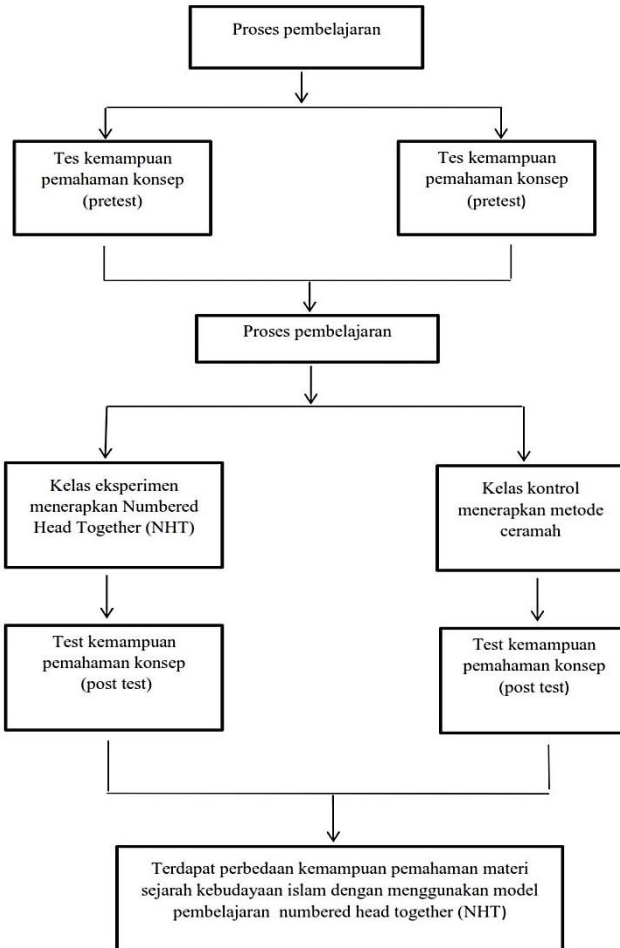 Proses pembelajaran
Tes kemampuan
pemahaman konsep
(pretest)
Tes kemampuan
pemahaman konsep
(pretest)
Proses pembelajaran
Kelas eksperimen
menerapkan Numbered
Head Together (NHT)
Kelas kontrol
menerapkan metode
ceramah
Test kemampuan
pemahaman konsep
(post test)
Test kemampuan
pemahaman konsep
(post test)
Terdapat perbedaan kemampuan pemahaman materi
sejarah kebudayaan islam dengan menggunakan model
pembelajaran numbered head together (NHT)